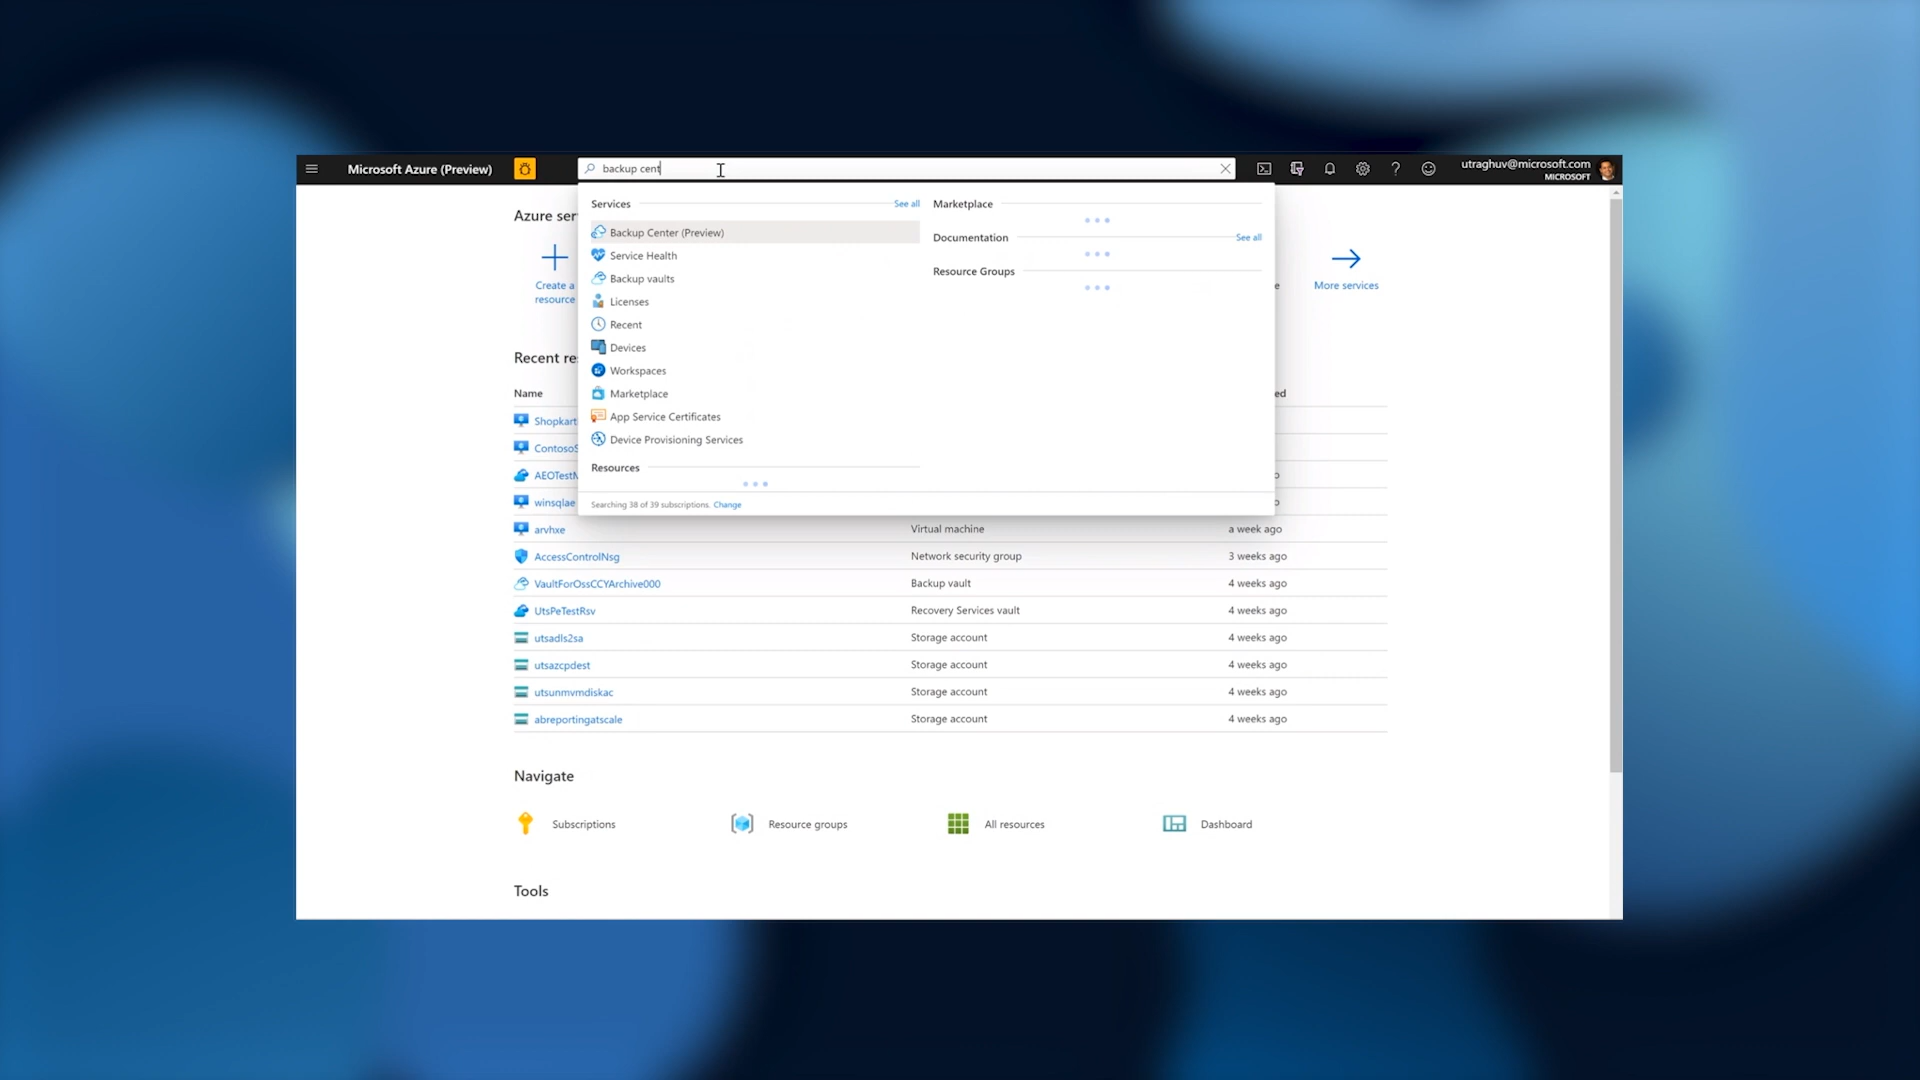 Microsoft Azure (Preview)
backup cent
utraghuv@microsoft.com
MICROSOFT
Azure ser
Create a
resource
Services
See all
Backup Center (Preview)
Service Health
Backup vaults
Licenses
Recent
Devices
Workspaces
Marketplace
App Service Certificates
Device Provisioning Services
Resources
Searching 38 of 39 subscriptions. Change
Marketplace
Documentation
See all
Resource Groups
e
More services
Recent re
Name
ed
Shopkart
ContosoS
AEOTestM
o
winsqlae
o
arvhxe Virtual machine a week ago
AccessControlNsg Network security group 3 weeks ago
VaultForOssCCYArchive000 Backup vault 4 weeks ago
UtsPeTestRsv Recovery Services vault 4 weeks ago
utsadls2sa Storage account 4 weeks ago
utsazcpdest Storage account 4 weeks ago
utsunmvmdiskac Storage account 4 weeks ago
abreportingatscale Storage account 4 weeks ago
Navigate
Subscriptions Resource groups All resources Dashboard
Tools